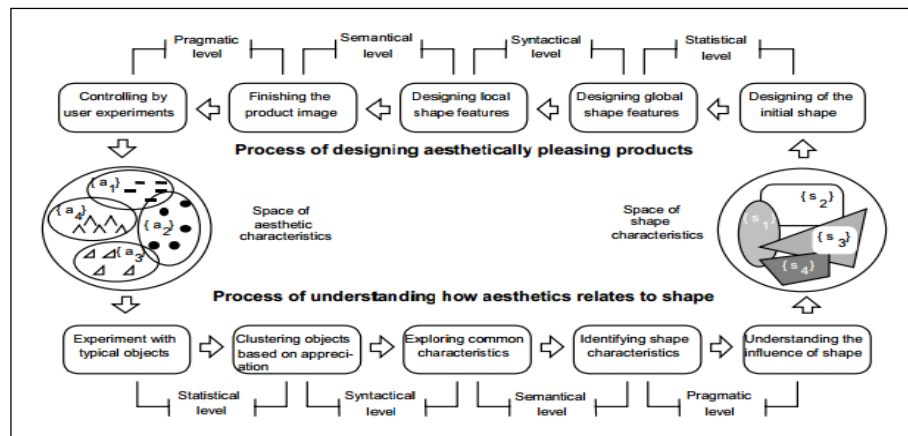 Pragmatic
level
Semantical
level
Syntactical
level
Statistical
level
Controlling by
user experiments
Finishing the
product image
Designing local
shape features
Designing global
shape features
Designing of the
initial shape
Process of designing aesthetically pleasing products
{ a1 }
{ a4 }
{ a2 }
{ a3 }
Space of
aesthetic
characteristics
Space of
shape
characteristics
{ s2 }
{ s1 }
{ s3 }
{ s4 }
Process of understanding how aesthetics relates to shape
Experiment with
typical objects
Clustering objects
based on appreci-
ation
Exploring common
characteristics
Identifying shape
characteristics
Understanding the
influence of shape
Statistical
level
Syntactical
level
Semantical
level
Pragmatic
level